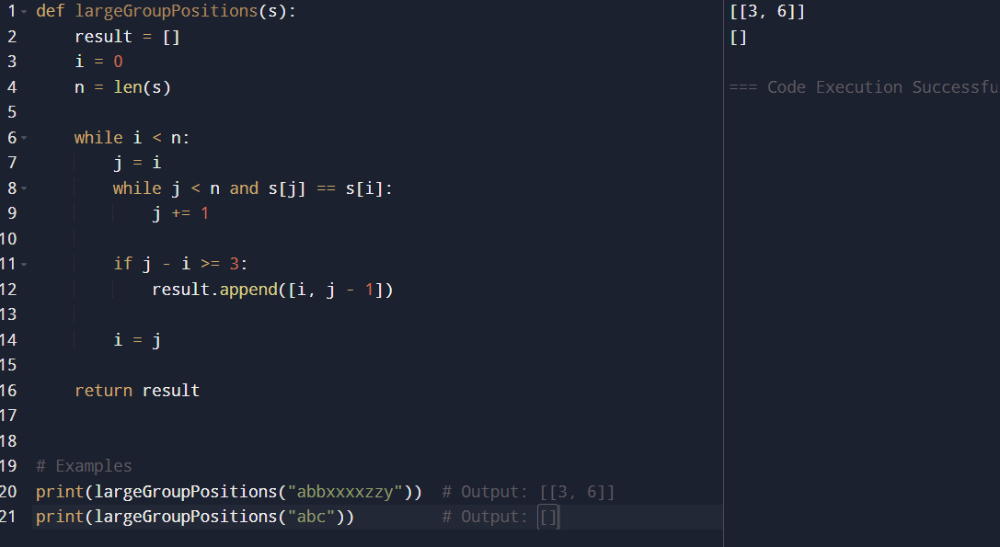 1 def largeGroupPositions(s):
2     result = []
3     i = 0
4     n = len(s)
5
6     while i < n:
7         j = i
8         while j < n and s[j] == s[i]:
9             j += 1
10
11         if j - i >= 3:
12             result.append([i, j - 1])
13
14         i = j
15
16     return result
17
18
19 # Examples
20 print(largeGroupPositions("abbxxxxzzy"))  # Output: [[3, 6]]
21 print(largeGroupPositions("abc"))         # Output: []
[[3, 6]]
[]
=== Code Execution Successfu